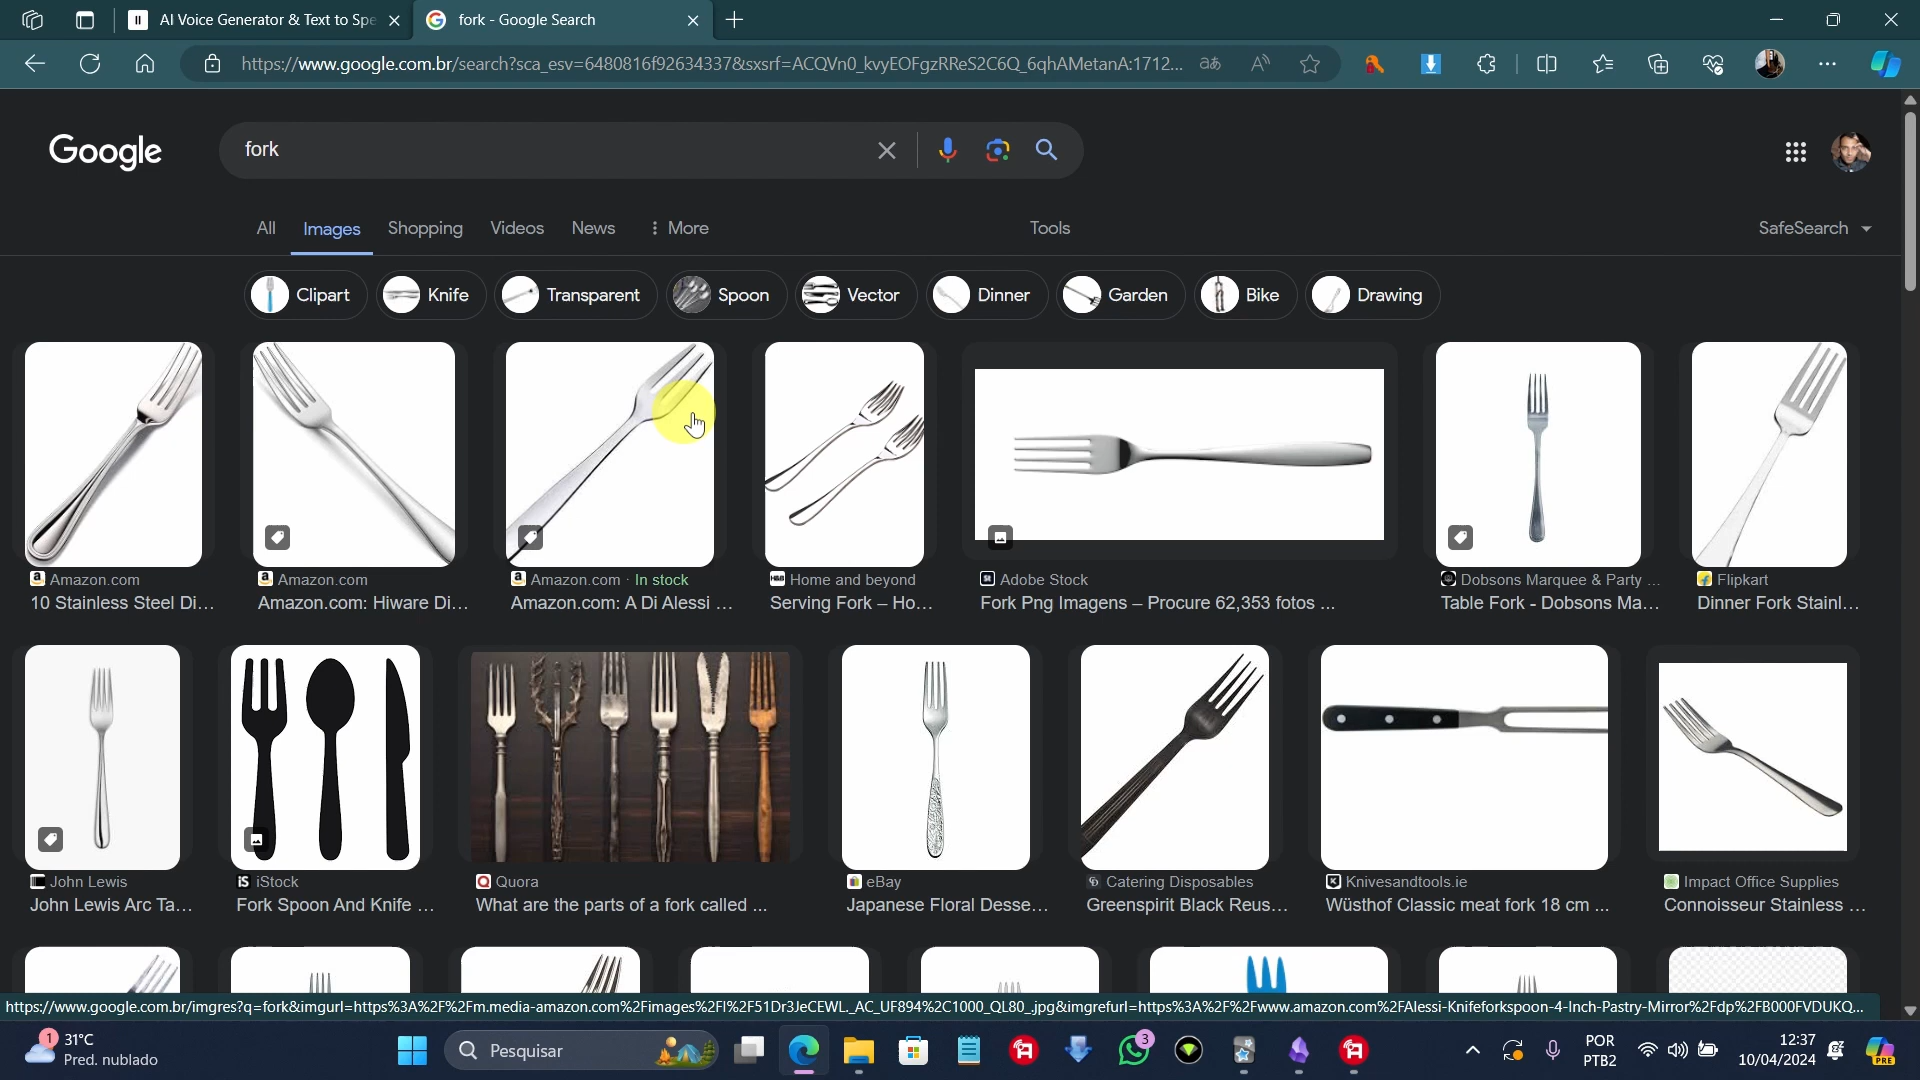 AI Voice Generator & Text to Spe
fork - Google Search
https://www.google.com.br/search?sca_esv=6480816f92634337&sxsrf=ACQVn0_kvyEOFgzRReS2C6Q_6qhAMetanA:1712...
Google
fork
All
Images
Shopping
Videos
News
More
Tools
SafeSearch
Clipart
Knife
Transparent
Spoon
Vector
Dinner
Garden
Bike
Drawing
Amazon.com
10 Stainless Steel Di...
Amazon.com
Amazon.com: Hiware Di...
Amazon.com · In stock
Amazon.com: A Di Alessi ...
Home and beyond
Serving Fork – Ho...
Adobe Stock
Fork Png Imagens – Procure 62,353 fotos ...
Dobsons Marquee & Party ...
Table Fork - Dobsons Ma...
Flipkart
Dinner Fork Stainl...
John Lewis
John Lewis Arc Ta...
iStock
Fork Spoon And Knife ...
Quora
What are the parts of a fork called ...
eBay
Japanese Floral Desse...
Catering Disposables
Greenspirit Black Reus...
Knivesandtools.ie
Wüsthof Classic meat fork 18 cm ...
Impact Office Supplies
Connoisseur Stainless ...
https://www.google.com.br/imgres?q=fork&imgurl=https%3A%2F%2Fm.media-amazon.com%2Fimages%2FI%2F51Dr3JeCEWL._AC_UF894%2C1000_QL80_.jpg&imgrefurl=https%3A%2F%2Fwww.amazon.com%2FAlessi-Knifeforkspoon-4-Inch-Pastry-Mirror%2Fdp%2FB000FVDUKQ...
1
31°C
Pred. nublado
Pesquisar
3
POR
PTB2
12:37
10/04/2024
PRE